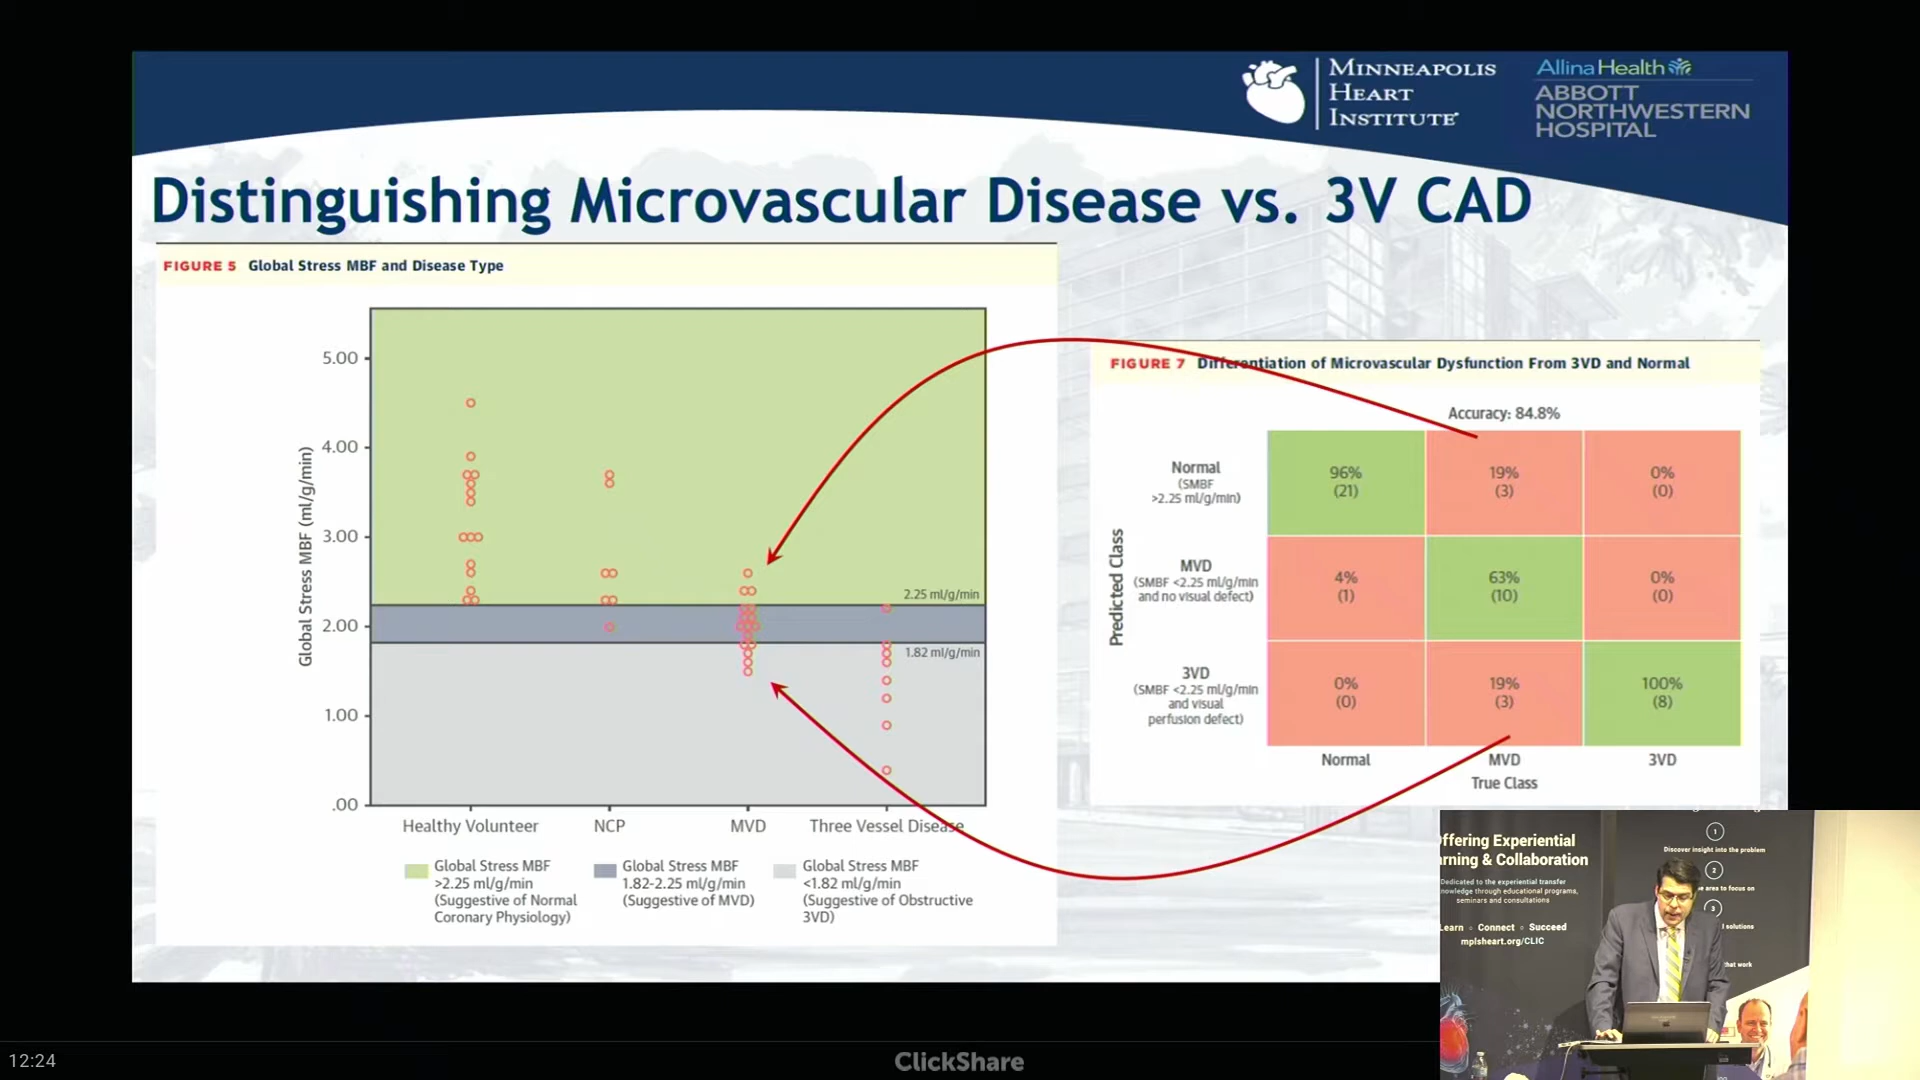 MINNEAPOLIS
HEART
INSTITUTE
AllinaHealth
ABBOTT
NORTHWESTERN
HOSPITAL
Distinguishing Microvascular Disease vs. 3V CAD
FIGURE 5 Global Stress MBF and Disease Type
Global Stress MBF (ml/g/min)
5.00
4.00
3.00
2.00
1.00
.00
2.25 ml/g/min
1.82 ml/g/min
Healthy Volunteer
NCP
MVD
Three Vessel Disease
Global Stress MBF
>2.25 ml/g/min
(Suggestive of Normal
Coronary Physiology)
Global Stress MBF
1.82-2.25 ml/g/min
(Suggestive of MVD)
Global Stress MBF
<1.82 ml/g/min
(Suggestive of Obstructive
3VD)
FIGURE 7 Differentiation of Microvascular Dysfunction From 3VD and Normal
Accuracy: 84.8%
Predicted Class
Normal
(SMBF
>2.25 ml/g/min)
96%
(21)
19%
(3)
0%
(0)
MVD
(SMBF <2.25 ml/g/min
and no visual defect)
4%
(1)
63%
(10)
0%
(0)
3VD
(SMBF <2.25 ml/g/min
and visual
perfusion defect)
0%
(0)
19%
(3)
100%
(8)
Normal
MVD
3VD
True Class
ffering Experiential
rning & Collaboration
Dedicated to the experiential transfer
nowledge through educational programs,
seminars and consultations
earn Connect Succeed
mplsheart.org/CLIC
1
Discover insight into the problem
2
e area to focus on
3
l solutions
that work
12:24
ClickShare